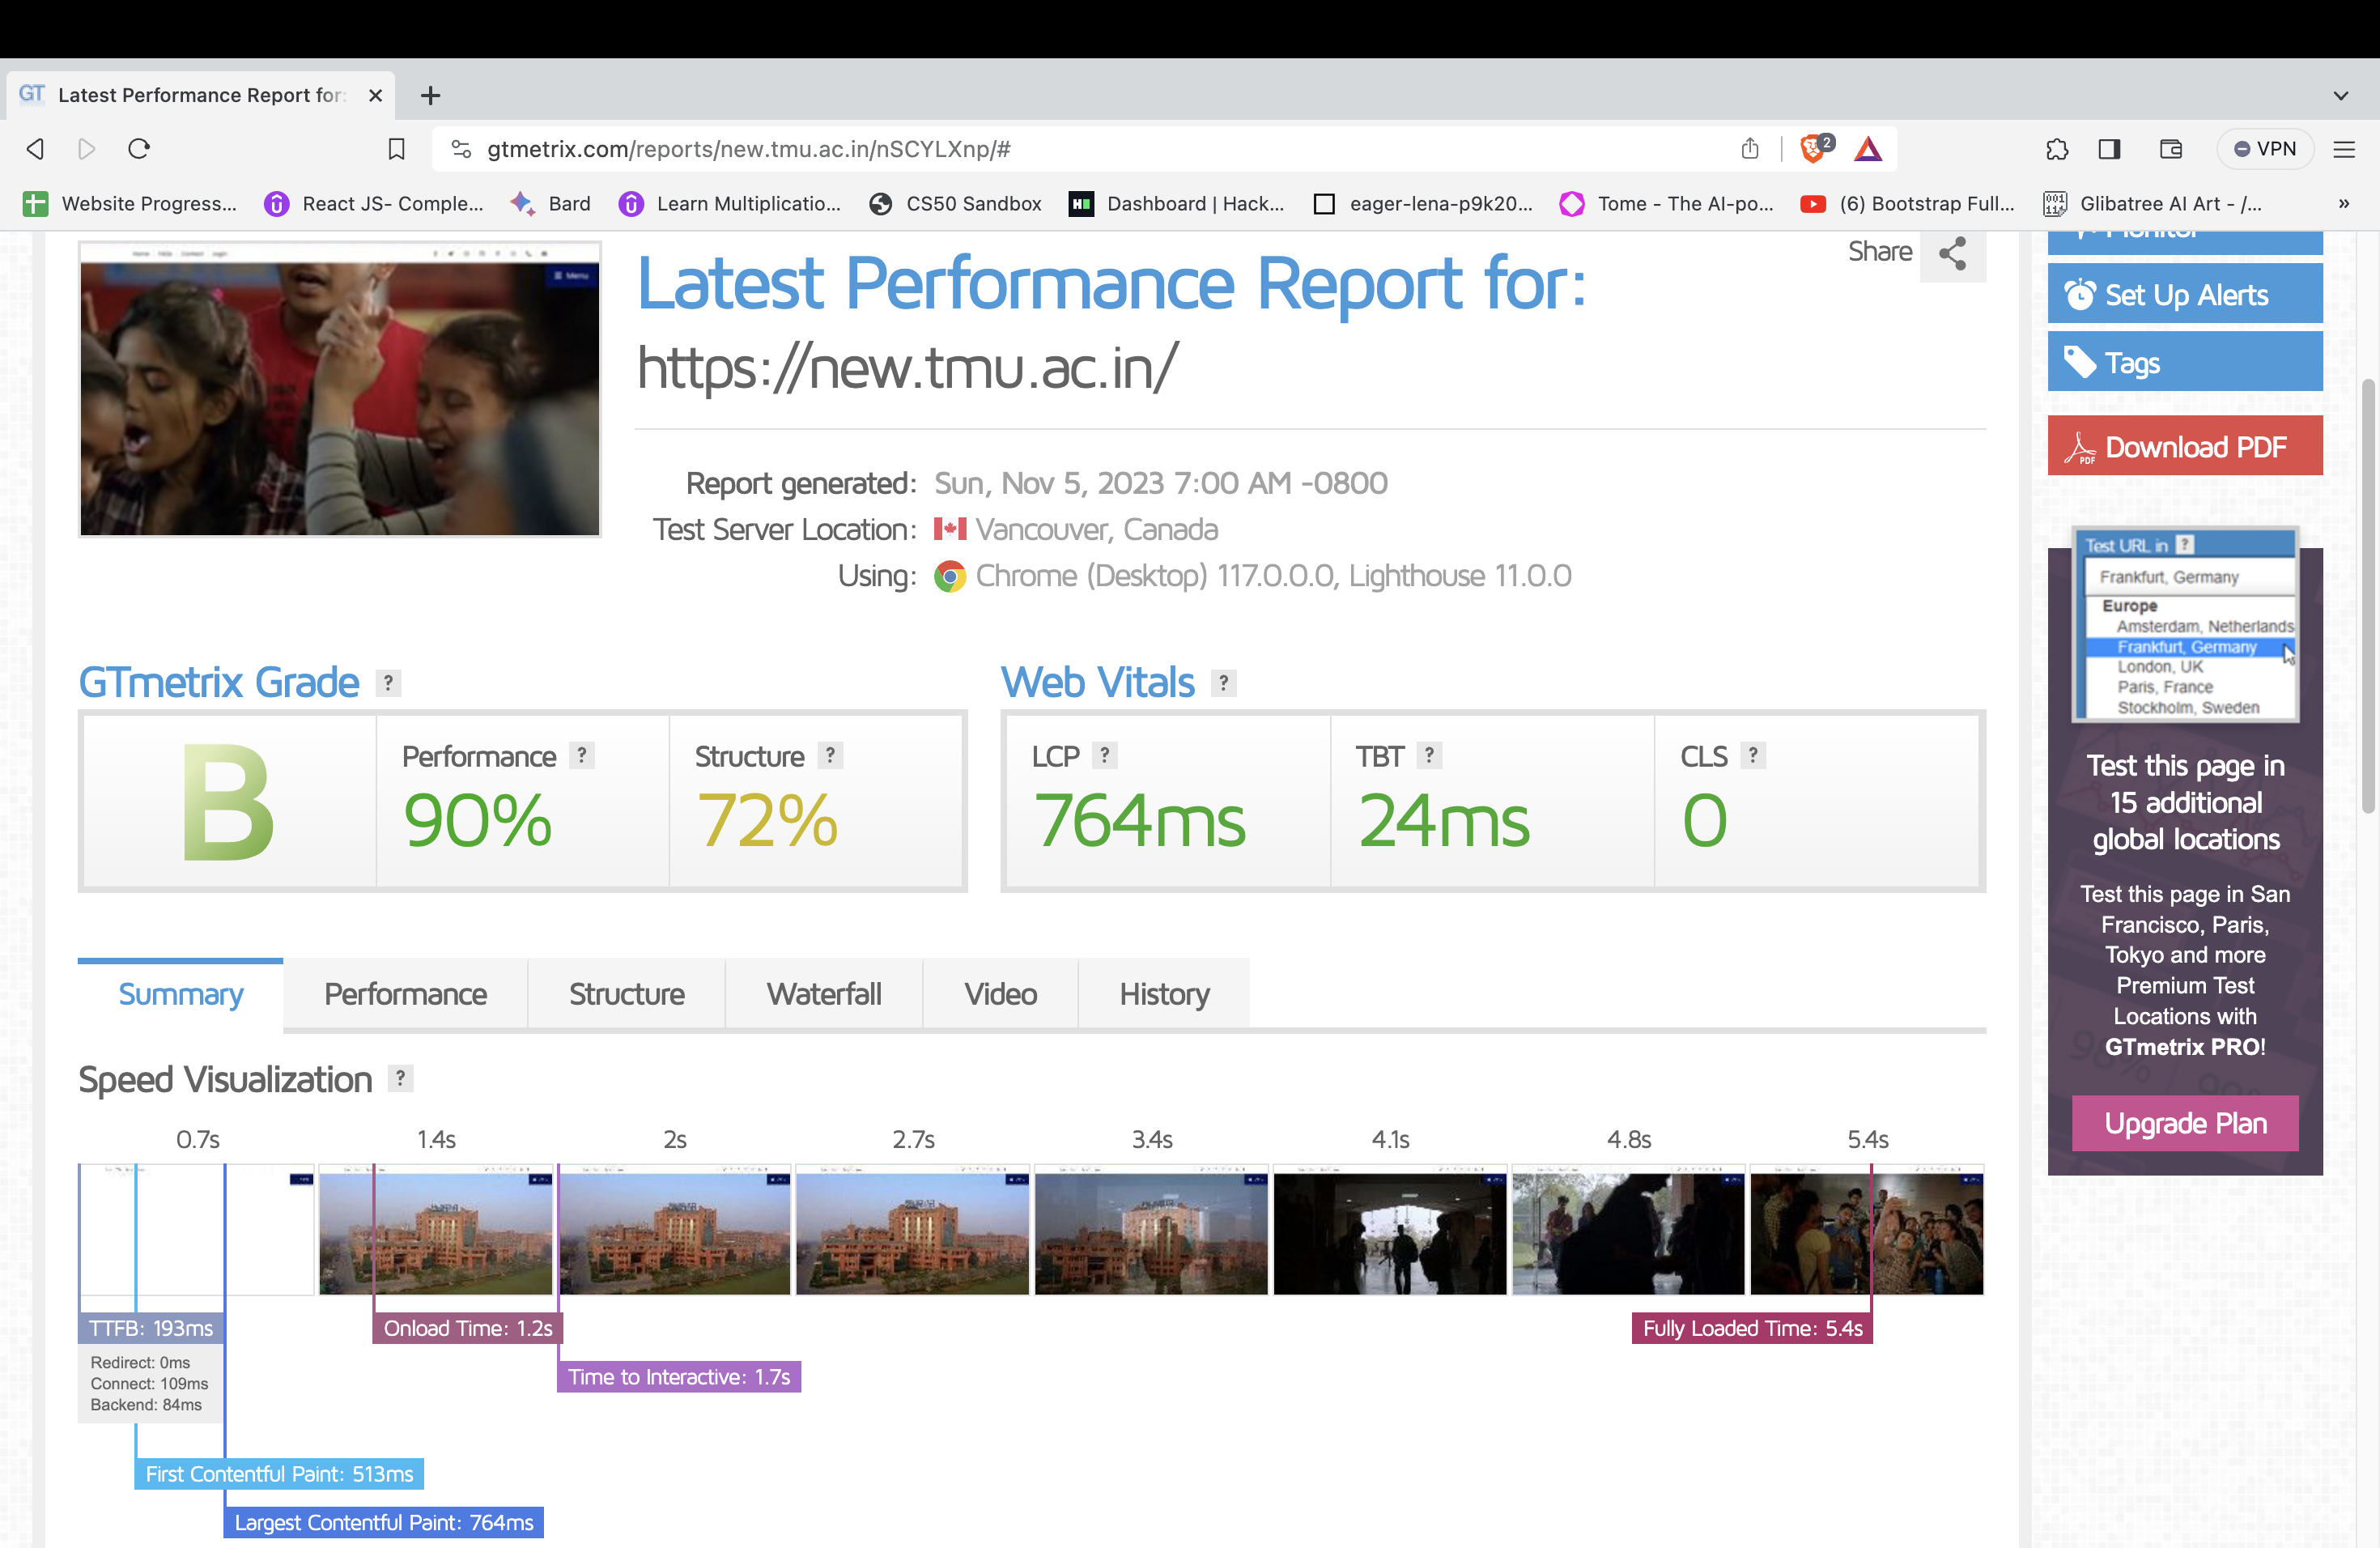 GT Latest Performance Report for:
gtmetrix.com/reports/new.tmu.ac.in/nSCYLXnp/#
2
VPN
Website Progress...
React JS- Comple...
Bard
Learn Multiplicatio...
CS50 Sandbox
Dashboard | Hack...
eager-lena-p9k20...
Tome - The AI-po...
(6) Bootstrap Full...
Glibatree AI Art - /...
»
Menu
Latest Performance Report for:
https://new.tmu.ac.in/
Share
Report generated: Sun, Nov 5, 2023 7:00 AM -0800
Test Server Location: Vancouver, Canada
Using: Chrome (Desktop) 117.0.0.0, Lighthouse 11.0.0
GTmetrix Grade ?
B
Performance ?
90%
Structure ?
72%
Web Vitals ?
LCP ?
764ms
TBT ?
24ms
CLS ?
0
Summary
Performance
Structure
Waterfall
Video
History
Speed Visualization ?
0.7s
1.4s
2s
2.7s
3.4s
4.1s
4.8s
5.4s
TTFB: 193ms
Redirect: 0ms
Connect: 109ms
Backend: 84ms
Onload Time: 1.2s
Time to Interactive: 1.7s
Fully Loaded Time: 5.4s
First Contentful Paint: 513ms
Largest Contentful Paint: 764ms
Monitor
Set Up Alerts
Tags
PDF
Download PDF
Test URL in ?
Frankfurt, Germany
Europe
Amsterdam, Netherlands
Frankfurt, Germany
London, UK
Paris, France
Stockholm, Sweden
Test this page in
15 additional
global locations
Test this page in San
Francisco, Paris,
Tokyo and more
Premium Test
Locations with
GTmetrix PRO!
Upgrade Plan